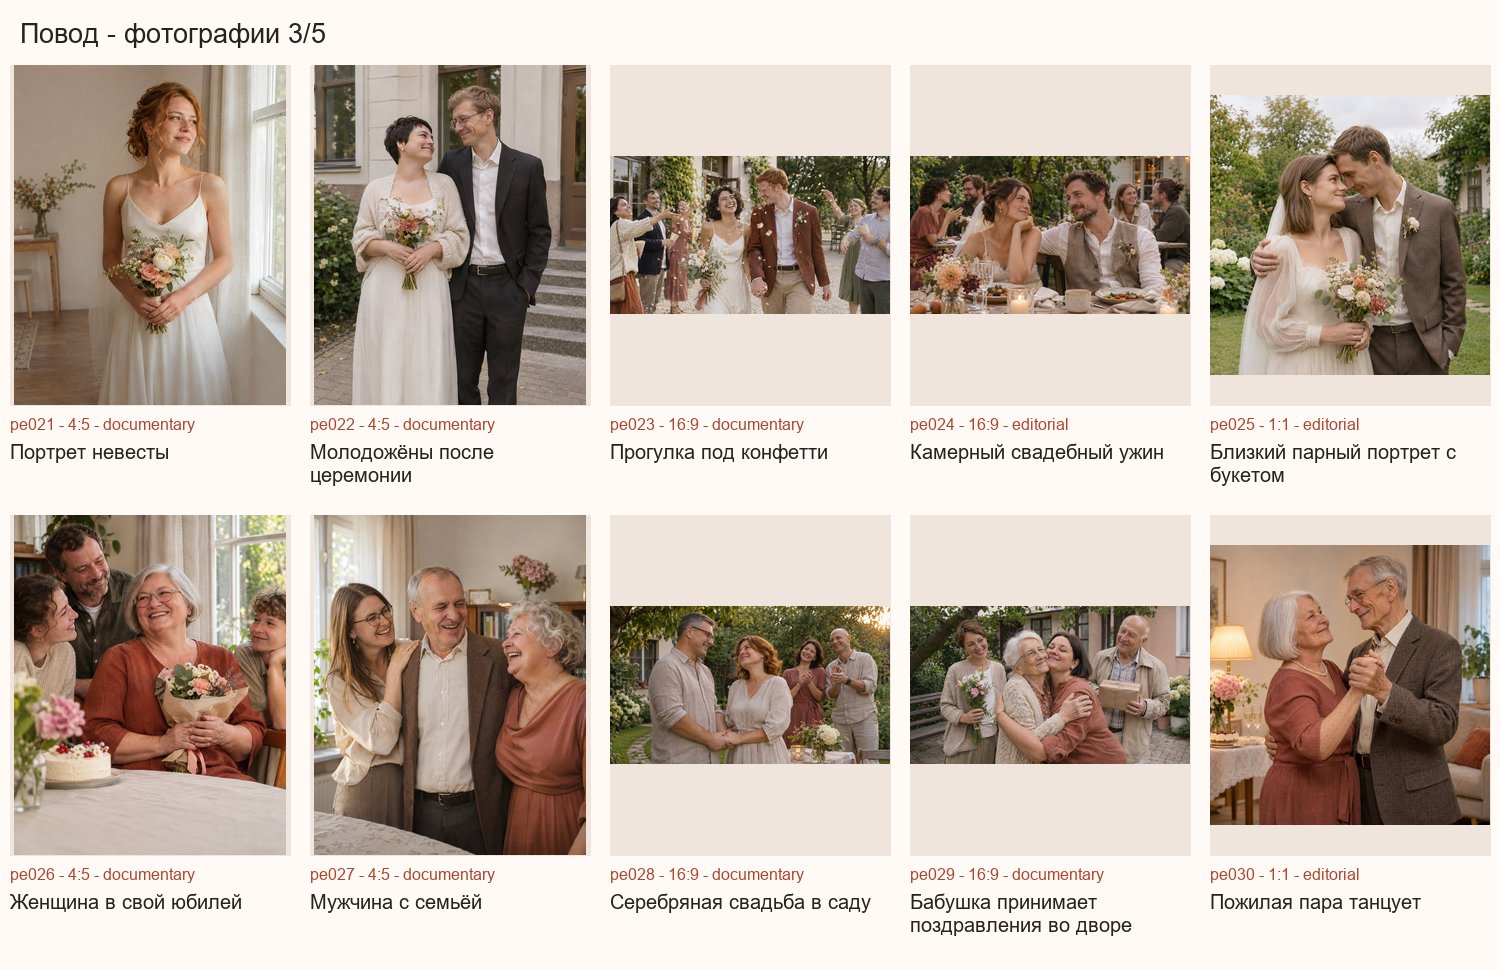 Повод - фотографии 3/5
pe021 - 4:5 - documentary
Портрет невесты
pe022 - 4:5 - documentary
Молодожёны после
церемонии
pe023 - 16:9 - documentary
Прогулка под конфетти
pe024 - 16:9 - editorial
Камерный свадебный ужин
pe025 - 1:1 - editorial
Близкий парный портрет с
букетом
pe026 - 4:5 - documentary
Женщина в свой юбилей
pe027 - 4:5 - documentary
Мужчина с семьёй
pe028 - 16:9 - documentary
Серебряная свадьба в саду
pe029 - 16:9 - documentary
Бабушка принимает
поздравления во дворе
pe030 - 1:1 - editorial
Пожилая пара танцует